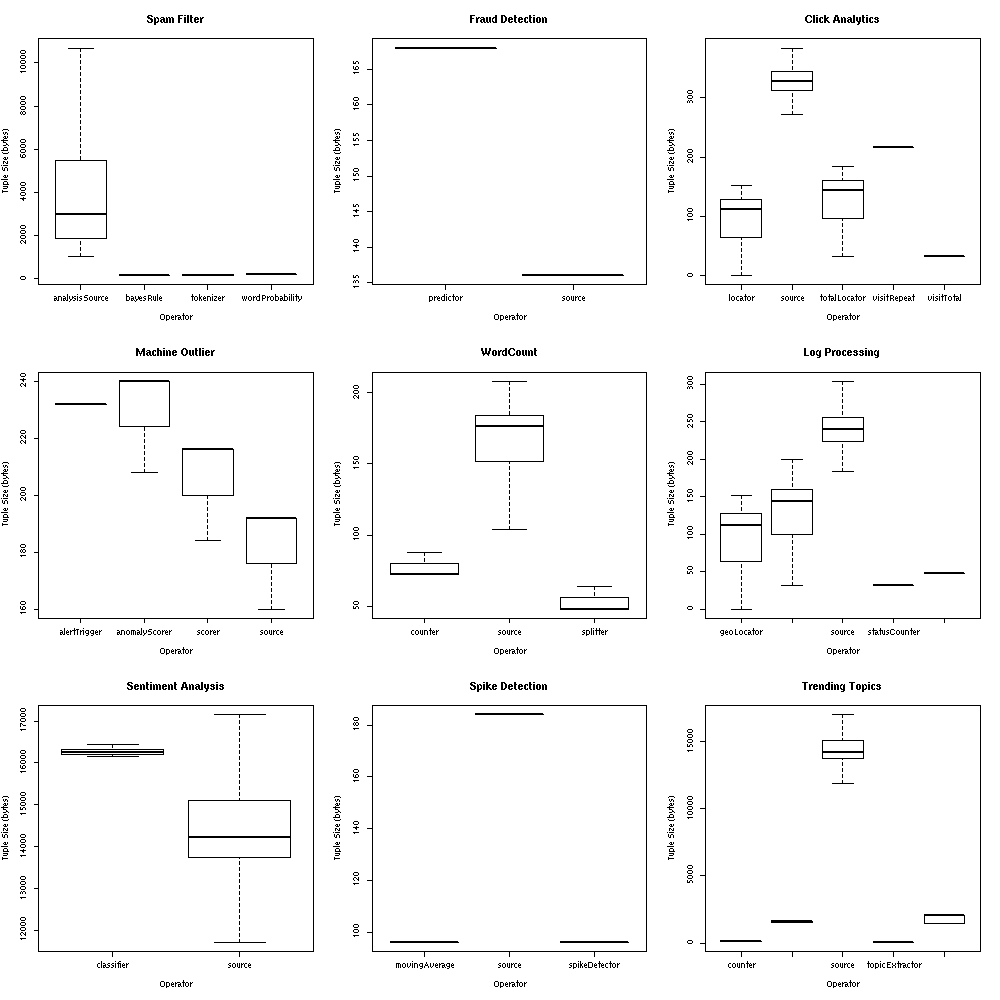 Spam Filter
Tuple Size (bytes)
0 2000 4000 6000 8000 10000
analysisSource bayesRule tokenizer wordProbability
Operator
Fraud Detection
Tuple Size (bytes)
135 140 145 150 155 160 165
predictor source
Operator
Click Analytics
Tuple Size (bytes)
0 100 200 300
locator source totalLocator visitRepeat visitTotal
Operator
Machine Outlier
Tuple Size (bytes)
160 180 200 220 240
alertTrigger anomalyScorer scorer source
Operator
WordCount
Tuple Size (bytes)
50 100 150 200
counter source splitter
Operator
Log Processing
Tuple Size (bytes)
0 50 100 150 200 250 300
geoLocator source statusCounter
Operator
Sentiment Analysis
Tuple Size (bytes)
12000 13000 14000 15000 16000 17000
classifier source
Operator
Spike Detection
Tuple Size (bytes)
100 120 140 160 180
movingAverage source spikeDetector
Operator
Trending Topics
Tuple Size (bytes)
0 5000 10000 15000
counter source topicExtractor
Operator